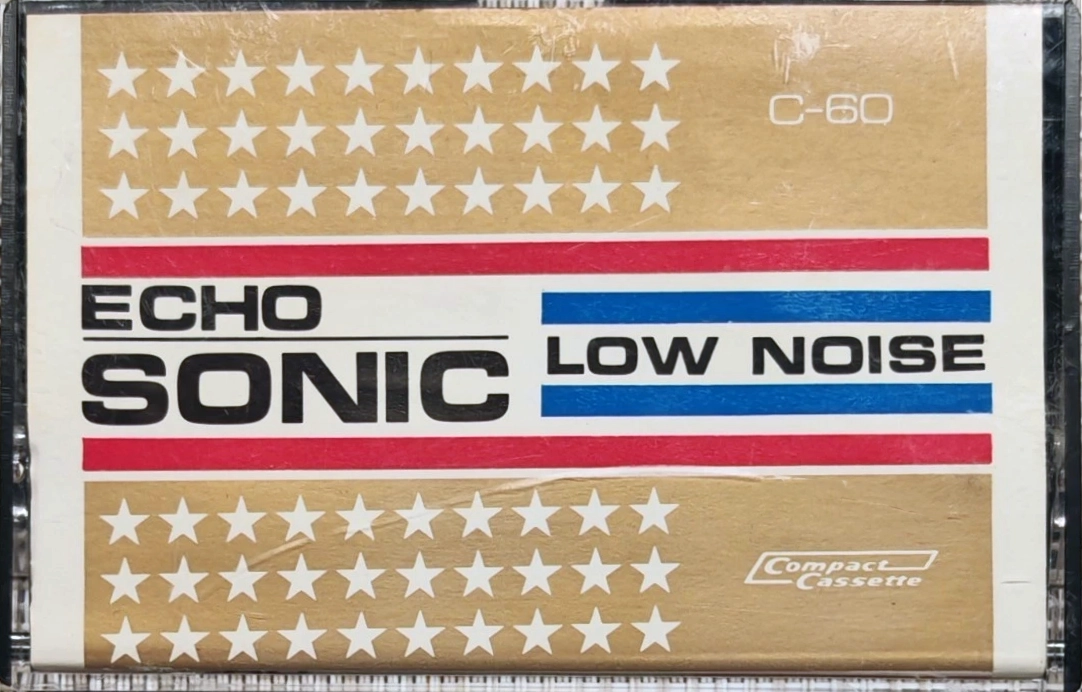 C-60
ECHO
SONIC
LOW NOISE
Compact
Cassette